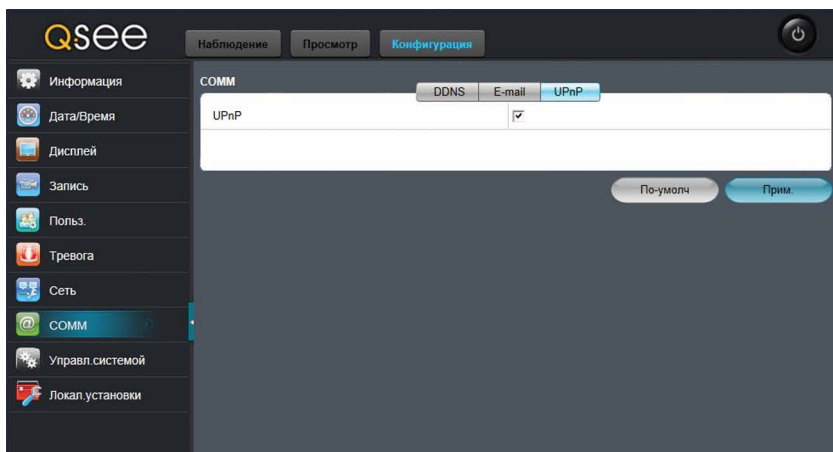 Qsee
Наблюдение Просмотр Конфигурация
Информация
Дата/Время
Дисплей
Запись
Польз.
Тревога
Сеть
COMM
Управл.системой
Локал.установки
COMM
DDNS E-mail UPnP
UPnP
По-умолч Прим.